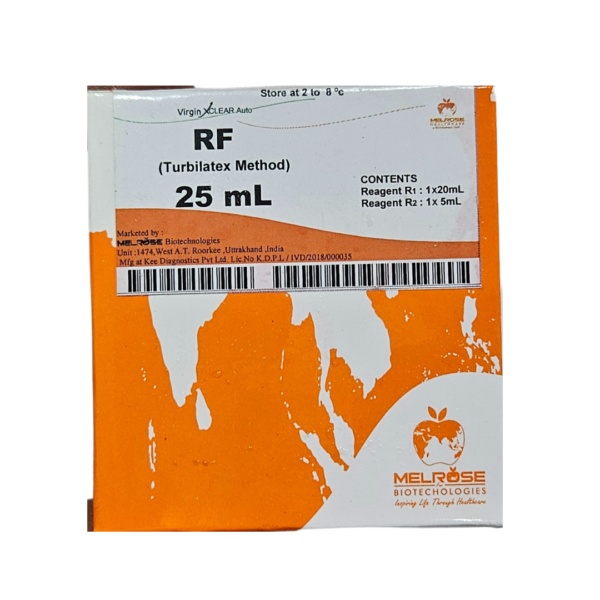 Store at 2 to 8 °c
Virgin XCLEAR Auto
MELROSE
RF
(Turbilatex Method)
25 mL
CONTENTS
Reagent R1 : 1x20mL
Reagent R2 : 1x 5mL
Marketed by :
MELROSE Biotechnologies
Unit :1474,West A.T. Roorkee ,Uttrakhand ,India
Mfg at Kee Diagnostics Pvt Ltd. Lic.No K.D.P.L / IVD/2018/000035
MELROSE
BIOTECHOLOGIES
Inspiring Life Through Healthcare